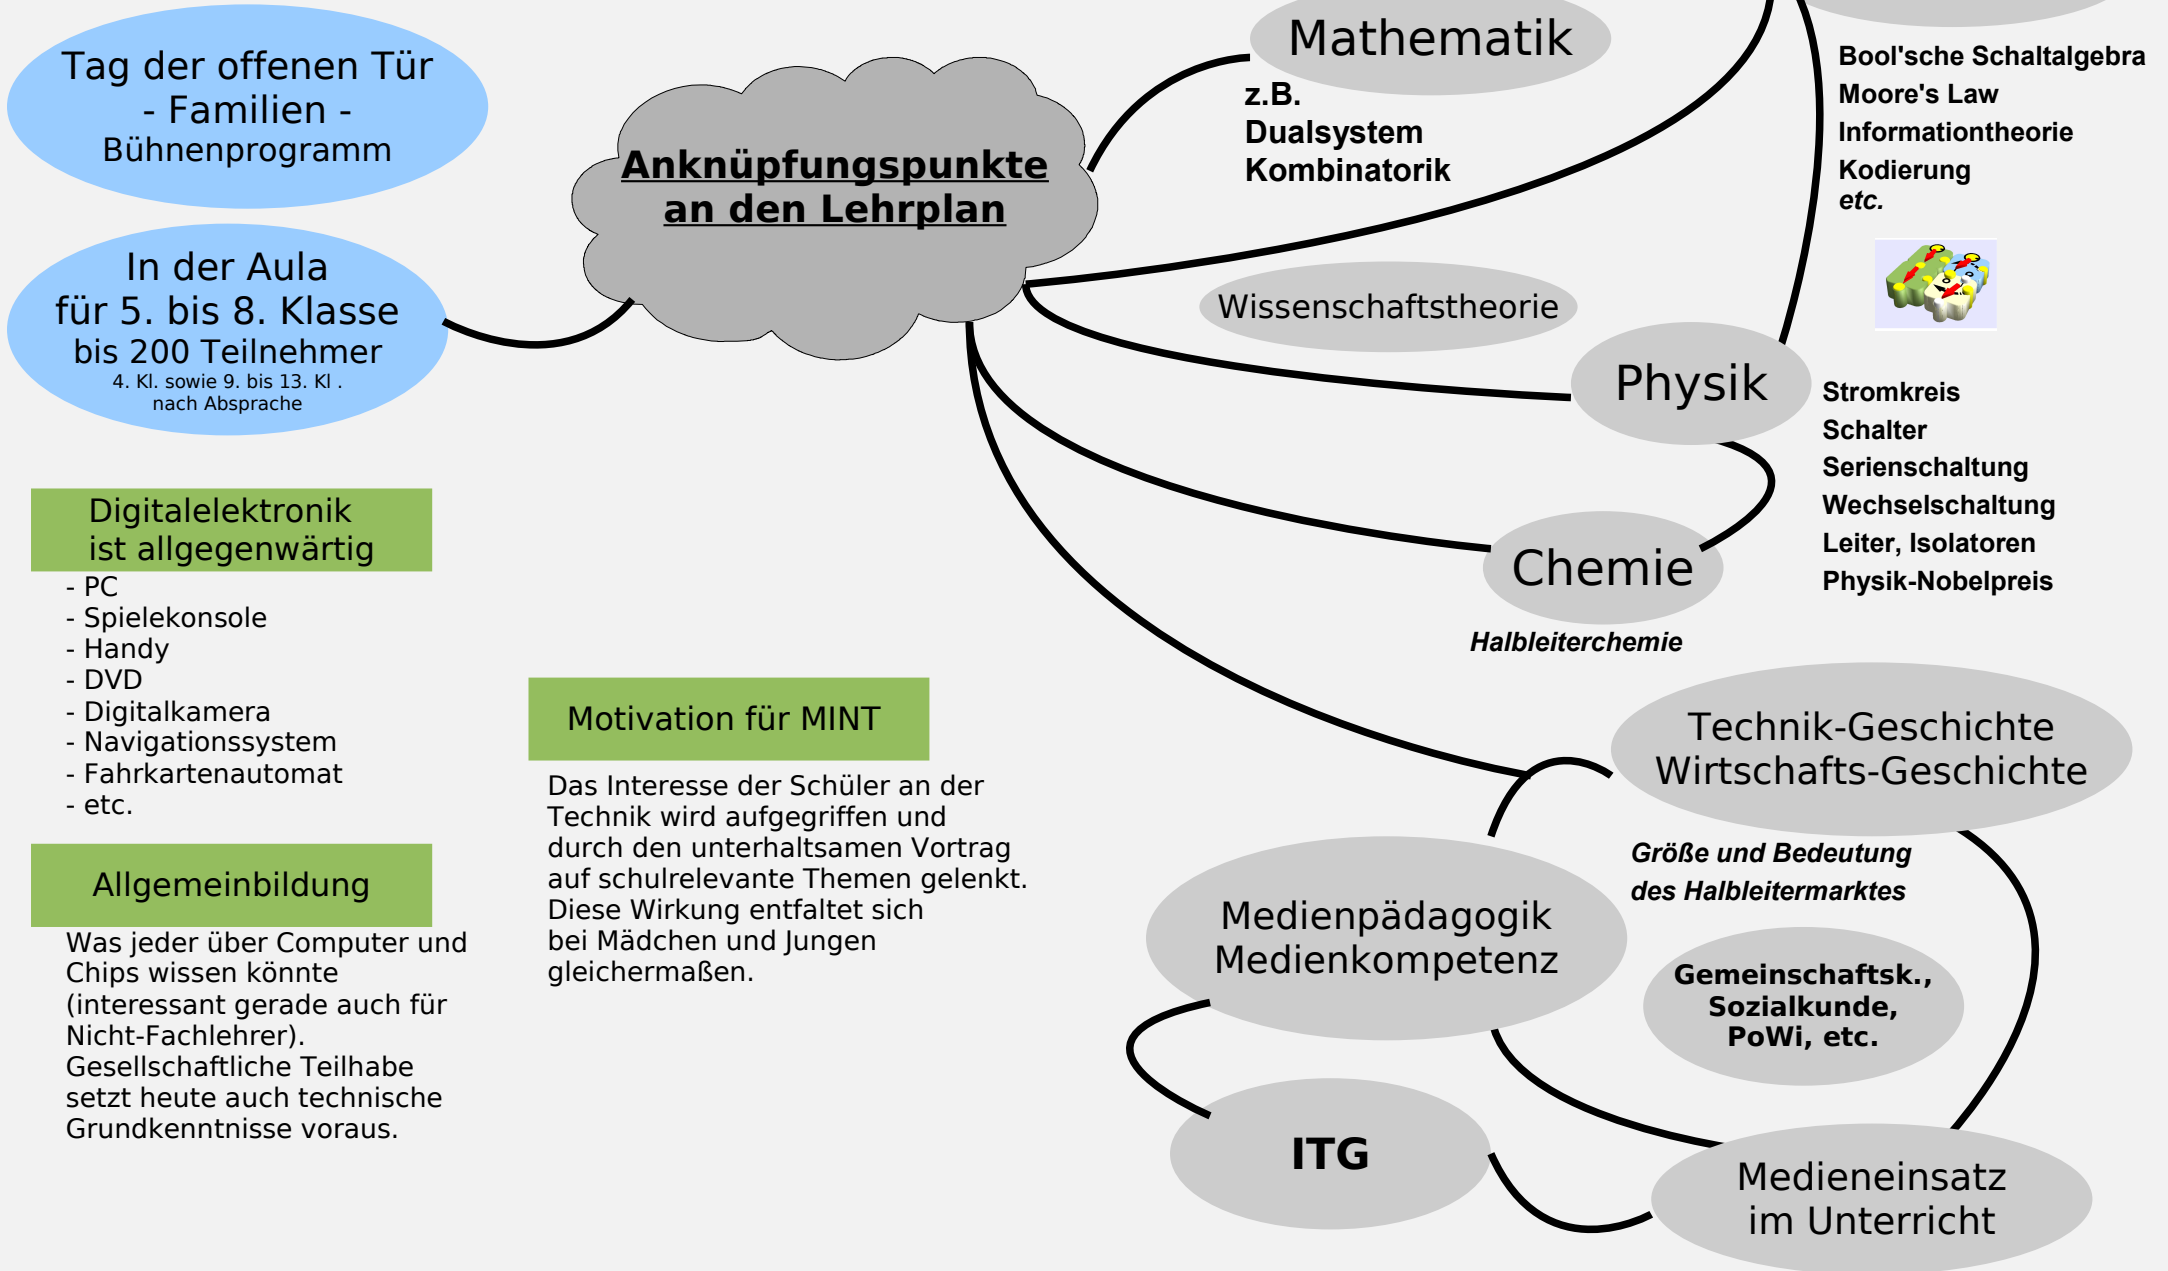 Tag der offenen Tür
- Familien -
Bühnenprogramm
In der Aula
für 5. bis 8. Klasse
bis 200 Teilnehmer
4. Kl. sowie 9. bis 13. Kl .
nach Absprache
Anknüpfungspunkte
an den Lehrplan
Mathematik
z.B.
Dualsystem
Kombinatorik
Bool'sche Schaltalgebra
Moore's Law
Informationtheorie
Kodierung
etc.
Wissenschaftstheorie
Physik
Stromkreis
Schalter
Serienschaltung
Wechselschaltung
Leiter, Isolatoren
Physik-Nobelpreis
Chemie
Halbleiterchemie
Digitalelektronik
ist allgegenwärtig
- PC
- Spielekonsole
- Handy
- DVD
- Digitalkamera
- Navigationssystem
- Fahrkartenautomat
- etc.
Allgemeinbildung
Was jeder über Computer und
Chips wissen könnte
(interessant gerade auch für
Nicht-Fachlehrer).
Gesellschaftliche Teilhabe
setzt heute auch technische
Grundkenntnisse voraus.
Motivation für MINT
Das Interesse der Schüler an der
Technik wird aufgegriffen und
durch den unterhaltsamen Vortrag
auf schulrelevante Themen gelenkt.
Diese Wirkung entfaltet sich
bei Mädchen und Jungen
gleichermaßen.
Technik-Geschichte
Wirtschafts-Geschichte
Größe und Bedeutung
des Halbleitermarktes
Medienpädagogik
Medienkompetenz
Gemeinschaftsk.,
Sozialkunde,
PoWi, etc.
ITG
Medieneinsatz
im Unterricht